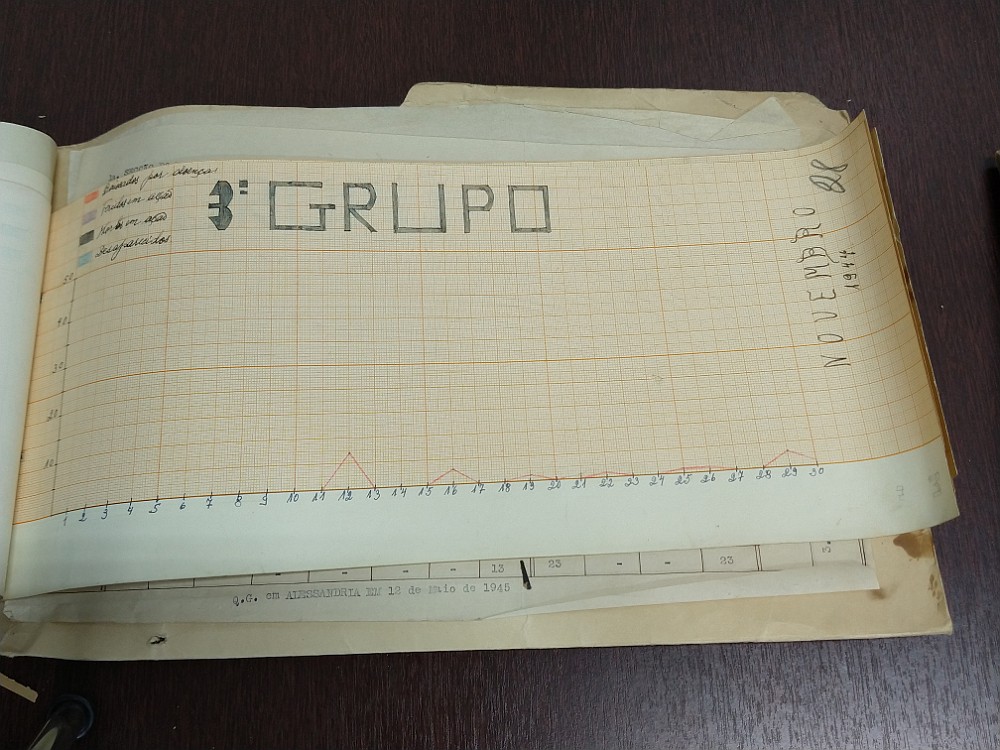 Baixados por doença
Feridos em ação
Mortos em ação
Desaparecidos
3º GRUPO
28
NOVEMBRO
1944
50
40
30
20
10
1 2 3 4 5 6 7 8 9 10 11 12 13 14 15 16 17 18 19 20 21 22 23 24 25 26 27 28 29 30
- - - - - 13 23 - - 23
Q.G. em ALESSANDRIA EM 12 de Maio de 1945